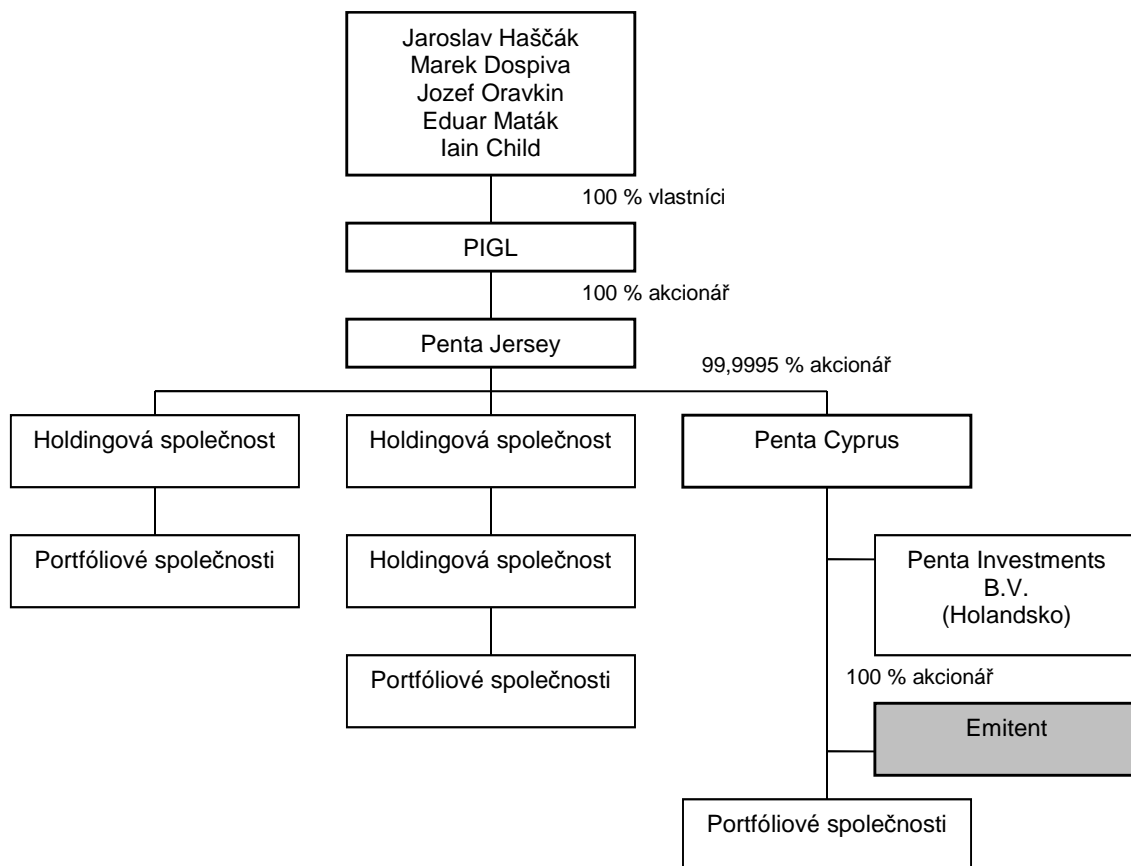 Jaroslav Haščák
Marek Dospiva
Jozef Oravkin
Eduar Maták
Iain Child
100 % vlastníci
PIGL
100 % akcionář
Penta Jersey
99,9995 % akcionář
Holdingová společnost
Holdingová společnost
Penta Cyprus
Portfóliové společnosti
Holdingová společnost
Penta Investments
B.V.
(Holandsko)
Portfóliové společnosti
100 % akcionář
Emitent
Portfóliové společnosti